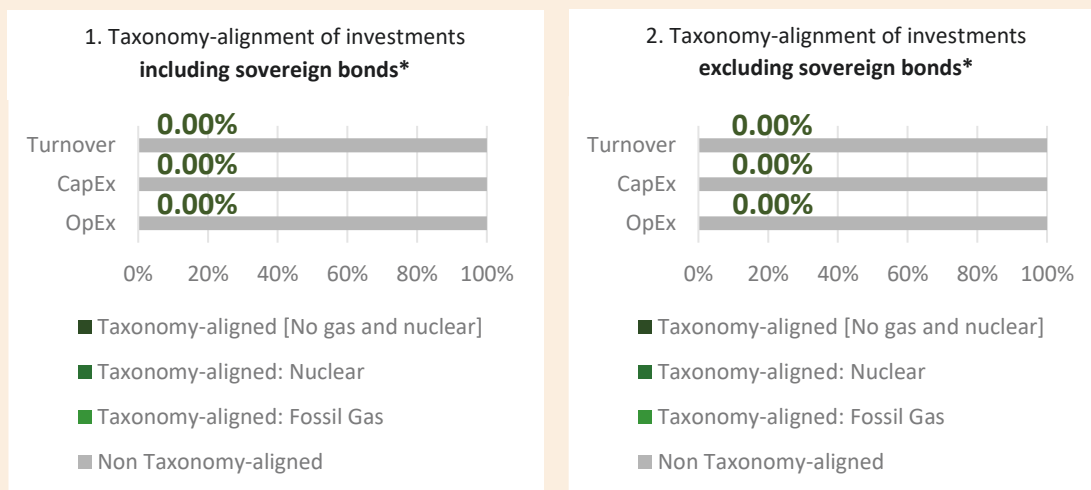 1. Taxonomy-alignment of investments
including sovereign bonds*
0.00%
Turnover
0.00%
CapEx
0.00%
OpEx
0% 20% 40% 60% 80% 100%
Taxonomy-aligned [No gas and nuclear]
Taxonomy-aligned: Nuclear
Taxonomy-aligned: Fossil Gas
Non Taxonomy-aligned
2. Taxonomy-alignment of investments
excluding sovereign bonds*
0.00%
Turnover
0.00%
CapEx
0.00%
OpEx
0% 20% 40% 60% 80% 100%
Taxonomy-aligned [No gas and nuclear]
Taxonomy-aligned: Nuclear
Taxonomy-aligned: Fossil Gas
Non Taxonomy-aligned